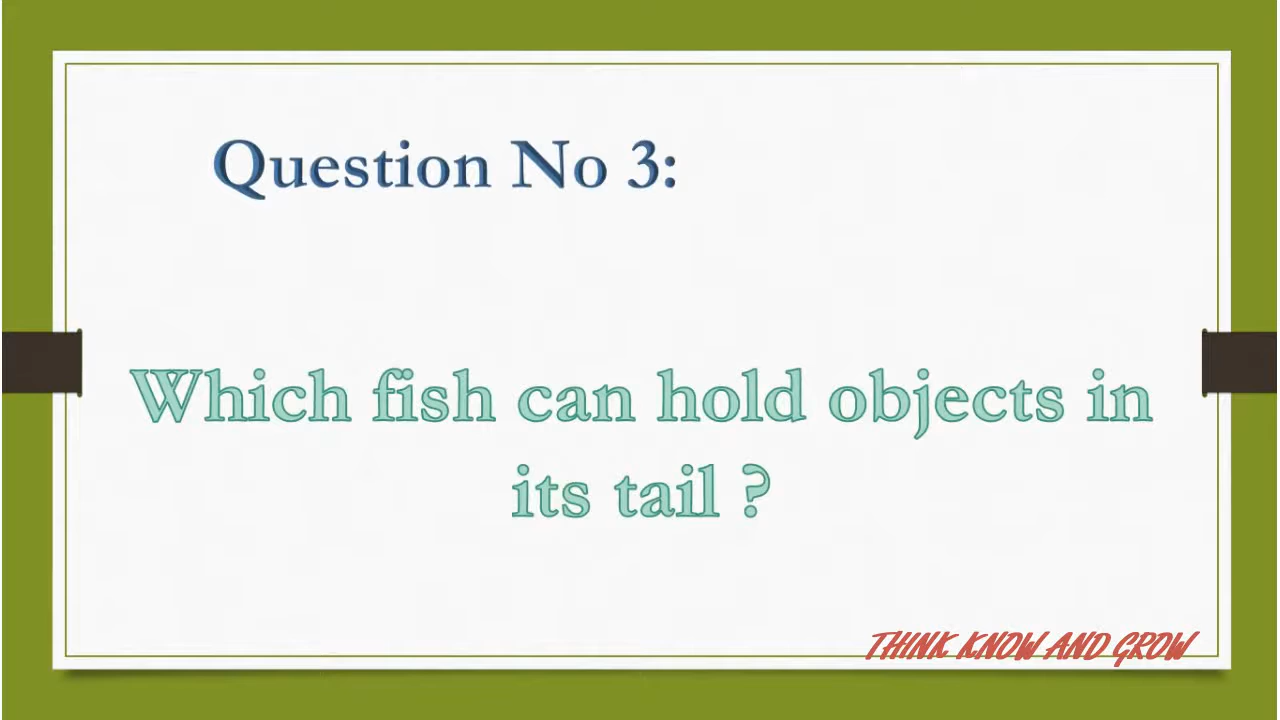 Question No 3:
Which fish can hold objects in
its tail ?
THINK KNOW AND GROW